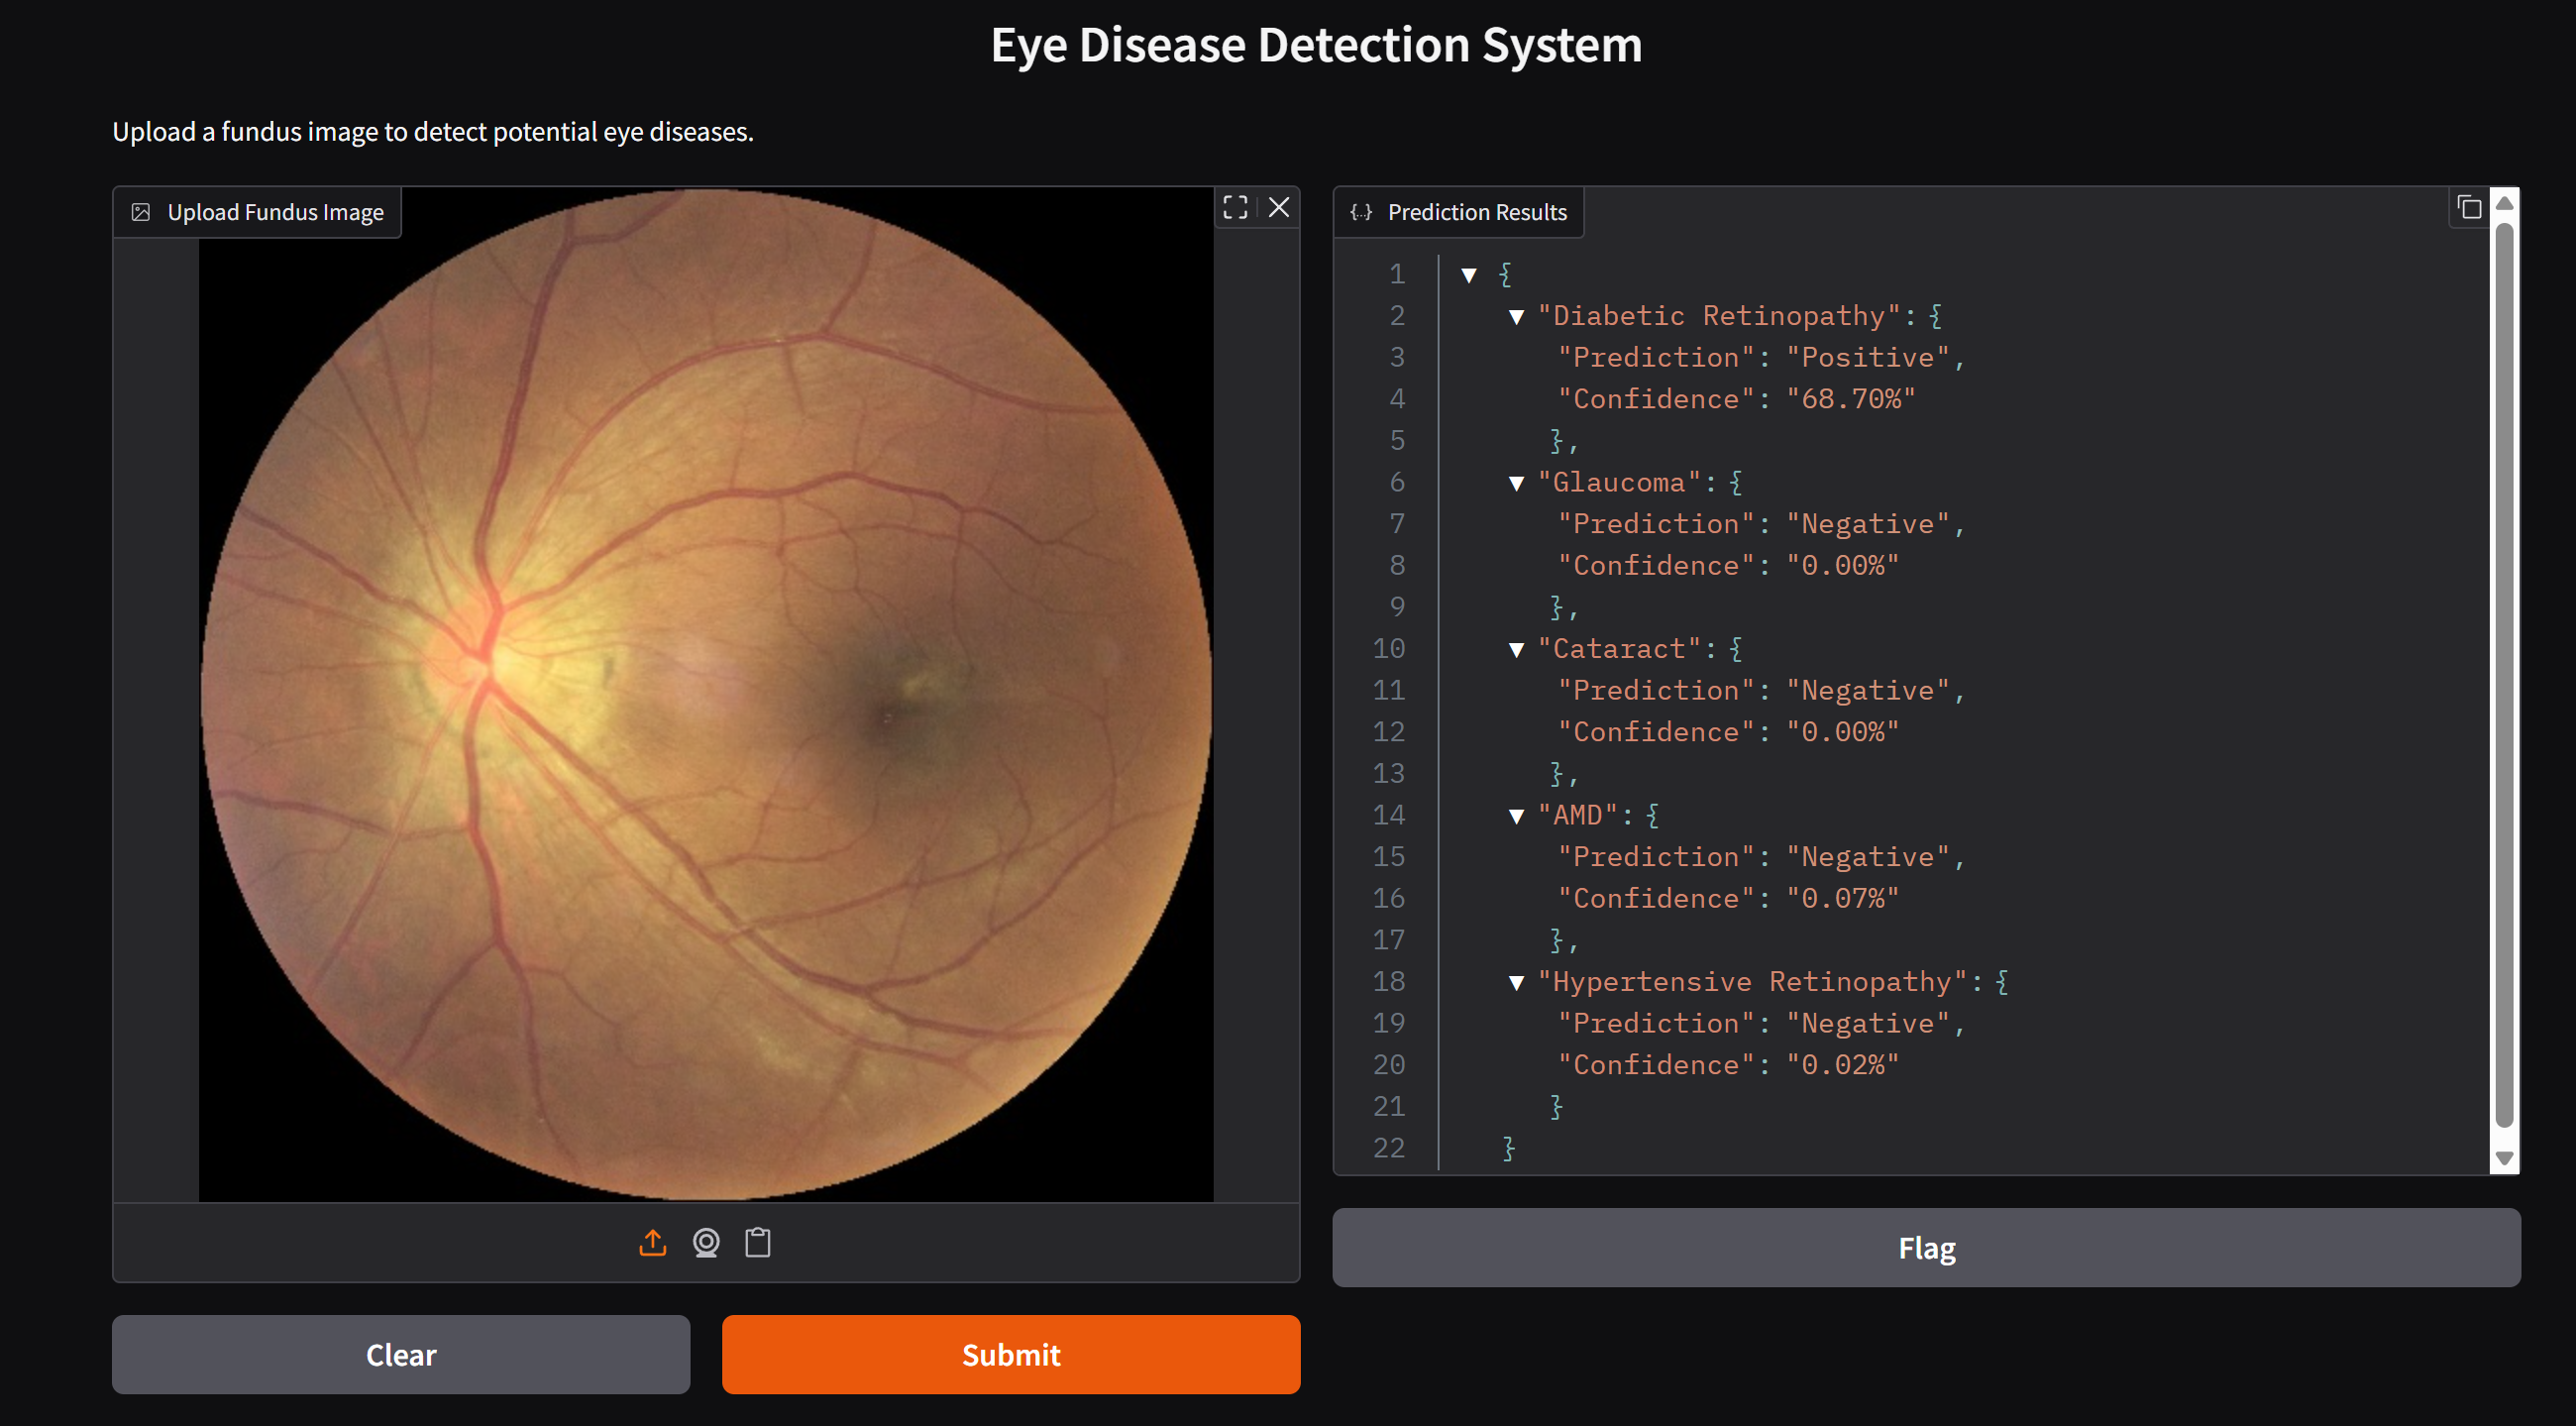 Eye Disease Detection System
Upload a fundus image to detect potential eye diseases.
Upload Fundus Image
Prediction Results
1 {
2 "Diabetic Retinopathy": {
3 "Prediction": "Positive",
4 "Confidence": "68.70%"
5 },
6 "Glaucoma": {
7 "Prediction": "Negative",
8 "Confidence": "0.00%"
9 },
10 "Cataract": {
11 "Prediction": "Negative",
12 "Confidence": "0.00%"
13 },
14 "AMD": {
15 "Prediction": "Negative",
16 "Confidence": "0.07%"
17 },
18 "Hypertensive Retinopathy": {
19 "Prediction": "Negative",
20 "Confidence": "0.02%"
21 }
22 }
Flag
Clear
Submit